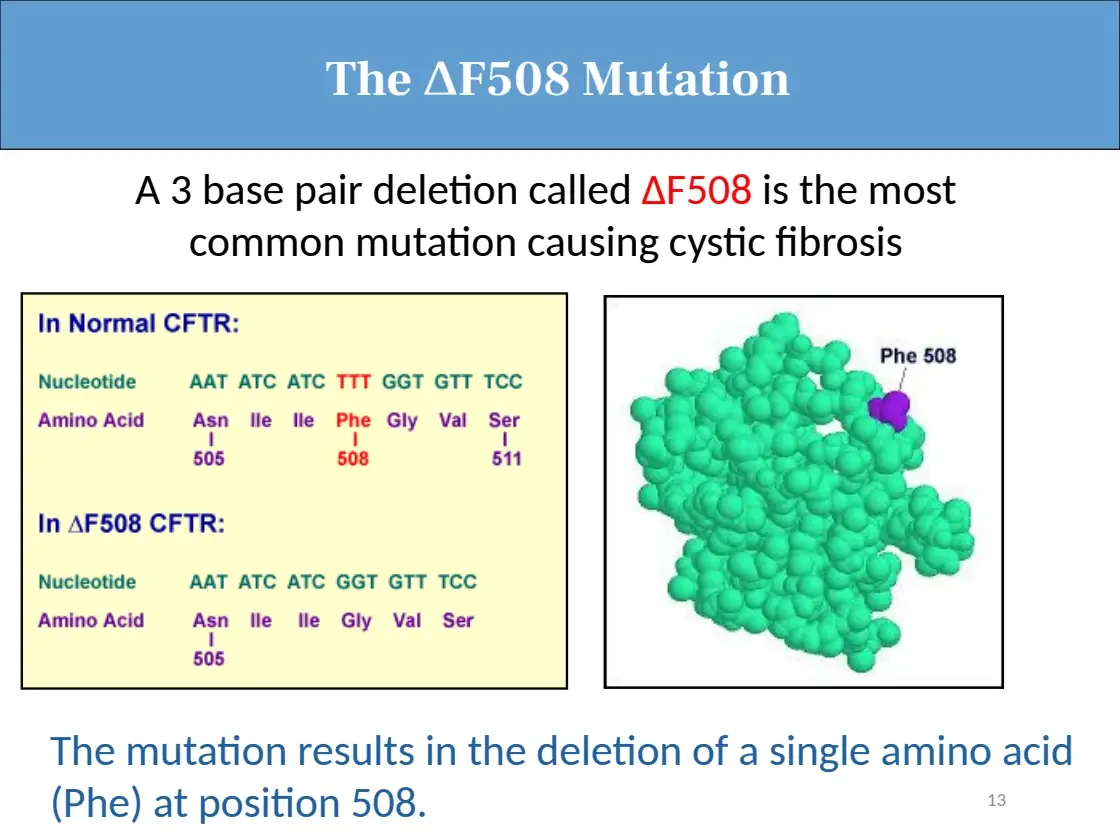 The ΔF508 Mutation
A 3 base pair deletion called ΔF508 is the most
common mutation causing cystic fibrosis
In Normal CFTR:
Nucleotide AAT ATC ATC TTT GGT GTT TCC
Amino Acid Asn Ile Ile Phe Gly Val Ser
505 508 511
In ΔF508 CFTR:
Nucleotide AAT ATC ATC GGT GTT TCC
Amino Acid Asn Ile Ile Gly Val Ser
505
Phe 508
The mutation results in the deletion of a single amino acid
(Phe) at position 508.
13